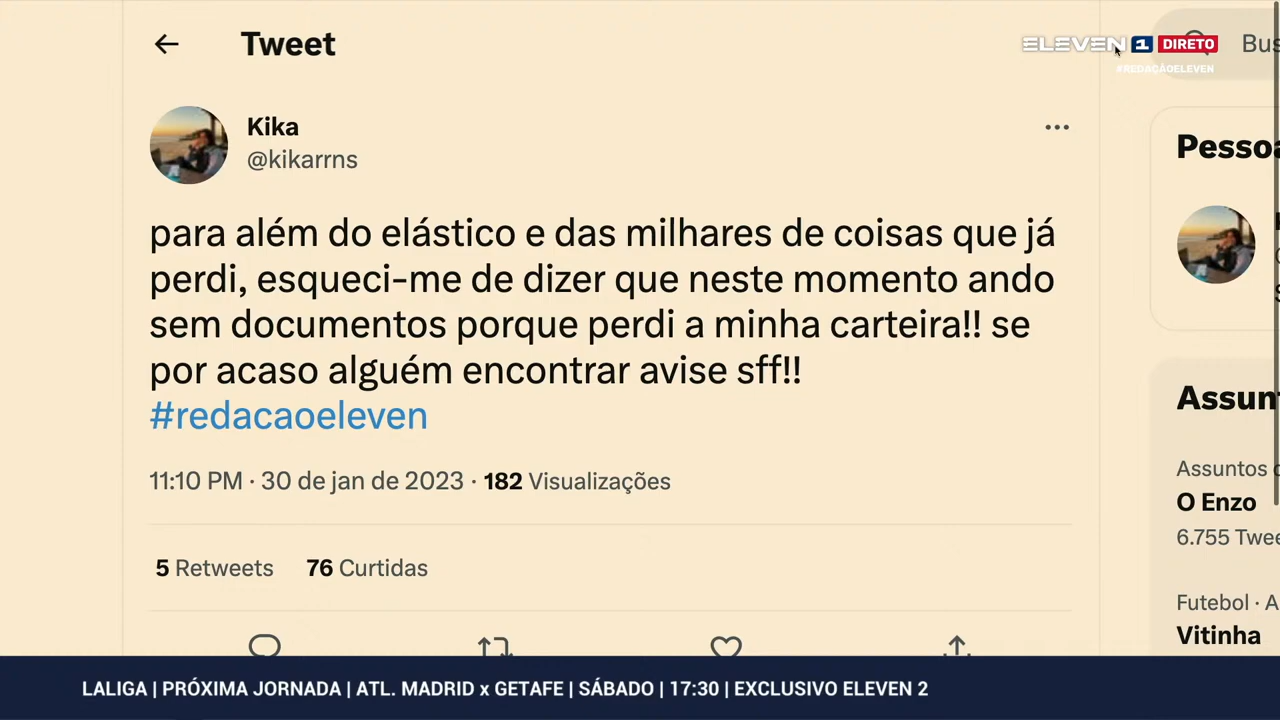 Tweet
ELEVEN 1 DIRETO
#REDAÇÃOELEVEN
Bus
Kika
@kikarrns
para além do elástico e das milhares de coisas que já
perdi, esqueci-me de dizer que neste momento ando
sem documentos porque perdi a minha carteira!! se
por acaso alguém encontrar avise sff!!
#redacaoeleven
11:10 PM · 30 de jan de 2023 · 182 Visualizações
5 Retweets 76 Curtidas
Pessoa
Assun
Assuntos
O Enzo
6.755 Twee
Futebol · A
Vitinha
LALIGA | PRÓXIMA JORNADA | ATL. MADRID x GETAFE | SÁBADO | 17:30 | EXCLUSIVO ELEVEN 2